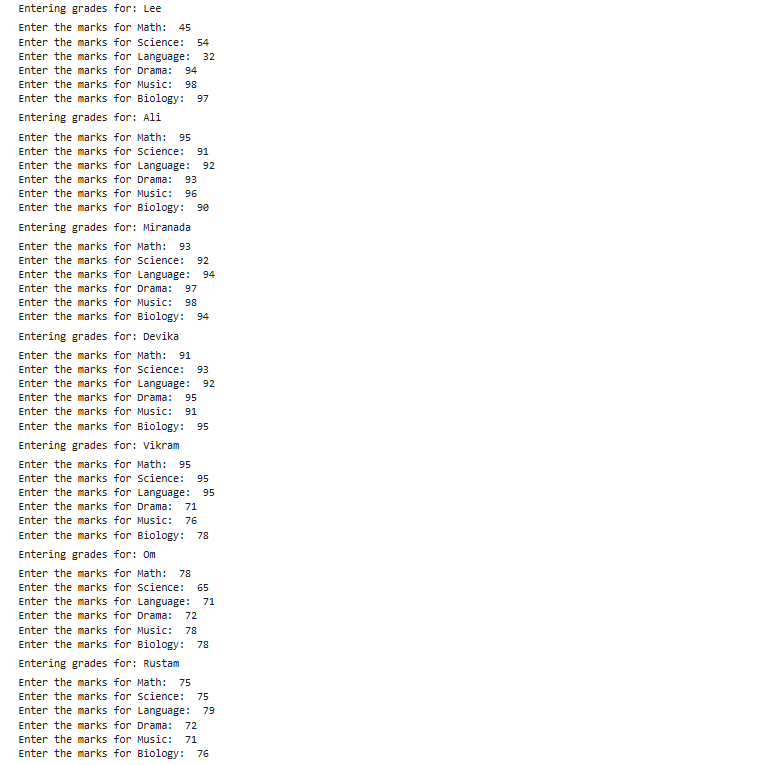 Entering grades for: Lee
Enter the marks for Math:  45
Enter the marks for Science:  54
Enter the marks for Language:  32
Enter the marks for Drama:  94
Enter the marks for Music:  98
Enter the marks for Biology:  97
Entering grades for: Ali
Enter the marks for Math:  95
Enter the marks for Science:  91
Enter the marks for Language:  92
Enter the marks for Drama:  93
Enter the marks for Music:  96
Enter the marks for Biology:  90
Entering grades for: Miranada
Enter the marks for Math:  93
Enter the marks for Science:  92
Enter the marks for Language:  94
Enter the marks for Drama:  97
Enter the marks for Music:  98
Enter the marks for Biology:  94
Entering grades for: Devika
Enter the marks for Math:  91
Enter the marks for Science:  93
Enter the marks for Language:  92
Enter the marks for Drama:  95
Enter the marks for Music:  91
Enter the marks for Biology:  95
Entering grades for: Vikram
Enter the marks for Math:  95
Enter the marks for Science:  95
Enter the marks for Language:  95
Enter the marks for Drama:  71
Enter the marks for Music:  76
Enter the marks for Biology:  78
Entering grades for: Om
Enter the marks for Math:  78
Enter the marks for Science:  65
Enter the marks for Language:  71
Enter the marks for Drama:  72
Enter the marks for Music:  78
Enter the marks for Biology:  78
Entering grades for: Rustam
Enter the marks for Math:  75
Enter the marks for Science:  75
Enter the marks for Language:  79
Enter the marks for Drama:  72
Enter the marks for Music:  71
Enter the marks for Biology:  76